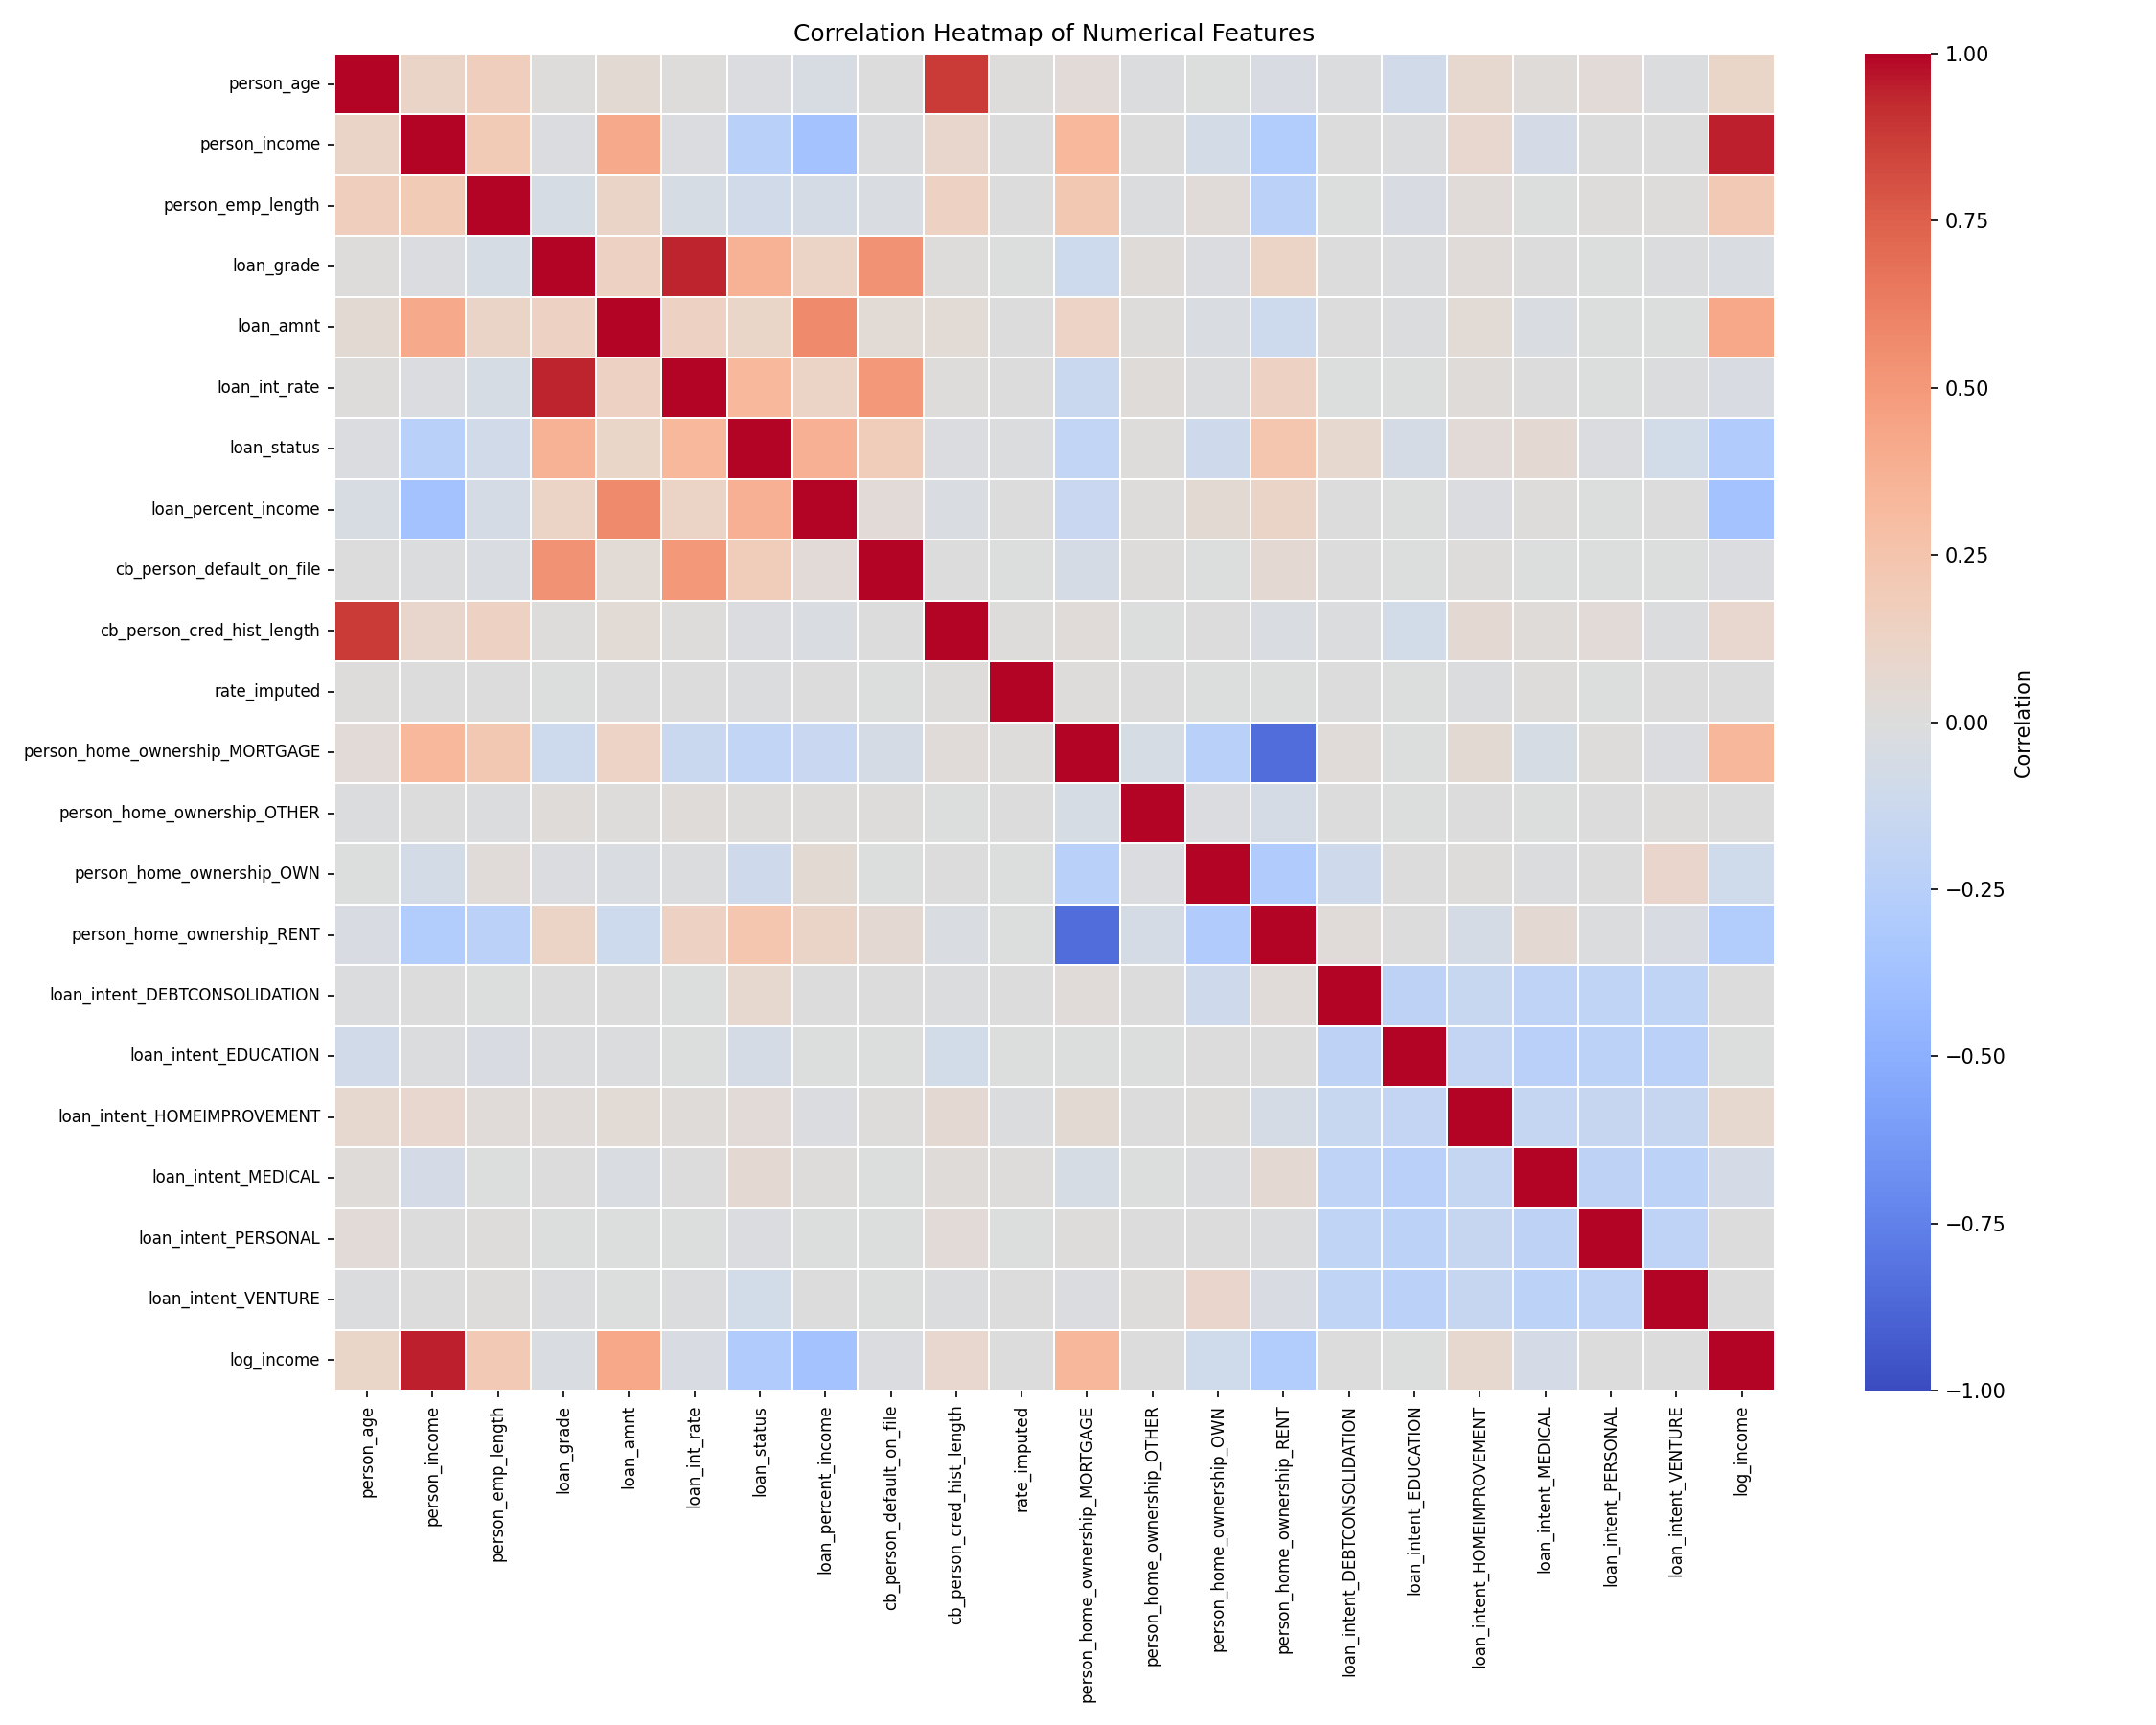 Correlation Heatmap of Numerical Features
person_age
person_income
person_emp_length
loan_grade
loan_amnt
loan_int_rate
loan_status
loan_percent_income
cb_person_default_on_file
cb_person_cred_hist_length
rate_imputed
person_home_ownership_MORTGAGE
person_home_ownership_OTHER
person_home_ownership_OWN
person_home_ownership_RENT
loan_intent_DEBTCONSOLIDATION
loan_intent_EDUCATION
loan_intent_HOMEIMPROVEMENT
loan_intent_MEDICAL
loan_intent_PERSONAL
loan_intent_VENTURE
log_income
person_age
person_income
person_emp_length
loan_grade
loan_amnt
loan_int_rate
loan_status
loan_percent_income
cb_person_default_on_file
cb_person_cred_hist_length
rate_imputed
person_home_ownership_MORTGAGE
person_home_ownership_OTHER
person_home_ownership_OWN
person_home_ownership_RENT
loan_intent_DEBTCONSOLIDATION
loan_intent_EDUCATION
loan_intent_HOMEIMPROVEMENT
loan_intent_MEDICAL
loan_intent_PERSONAL
loan_intent_VENTURE
log_income
1.00
0.75
0.50
0.25
0.00
−0.25
−0.50
−0.75
−1.00
Correlation